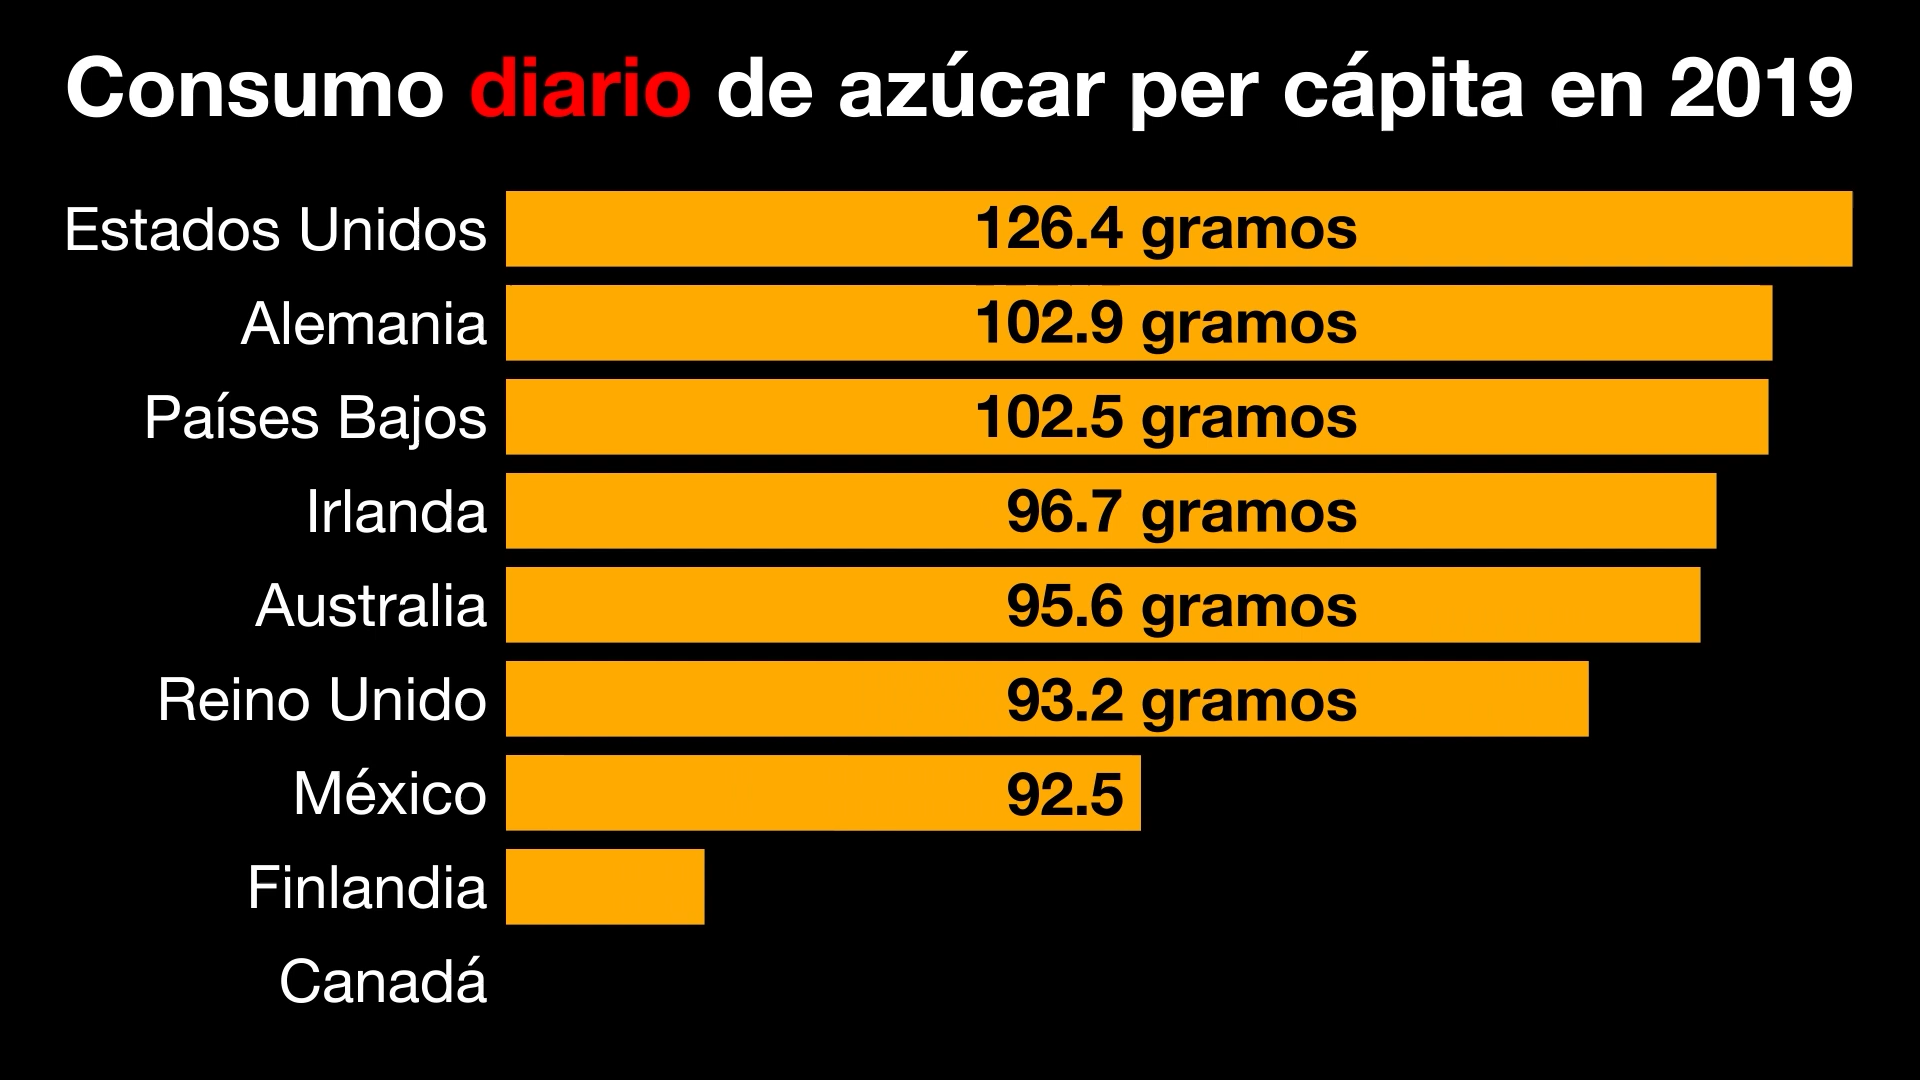 Consumo diario de azúcar per cápita en 2019
Estados Unidos 126.4 gramos
Alemania 102.9 gramos
Países Bajos 102.5 gramos
Irlanda 96.7 gramos
Australia 95.6 gramos
Reino Unido 93.2 gramos
México 92.5
Finlandia
Canadá